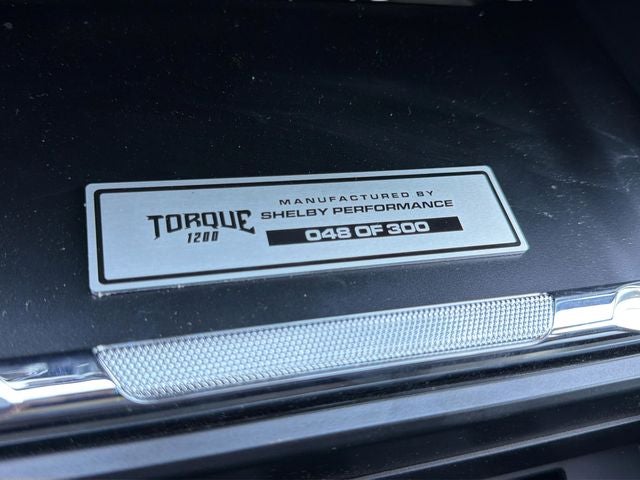 TORQUE
1200
MANUFACTURED BY
SHELBY PERFORMANCE
048 OF 300